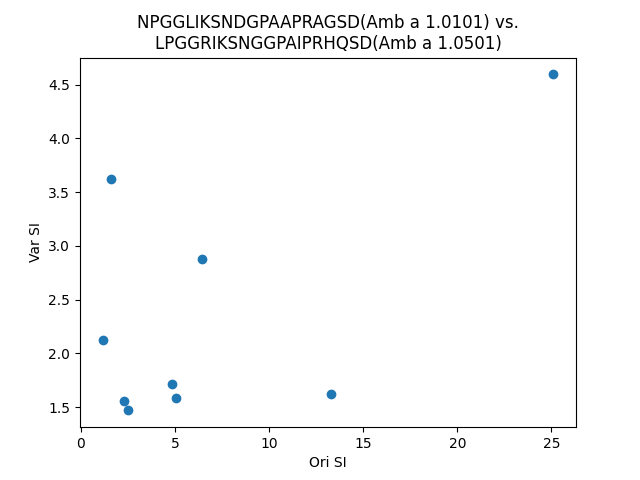 NPGGLIKSNDGPAAPRAGSD(Amb a 1.0101) vs.
LPGGRIKSNGGPAIPRHQSD(Amb a 1.0501)
4.5
4.0
3.5
3.0
2.5
2.0
1.5
Var SI
0 5 10 15 20 25
Ori SI